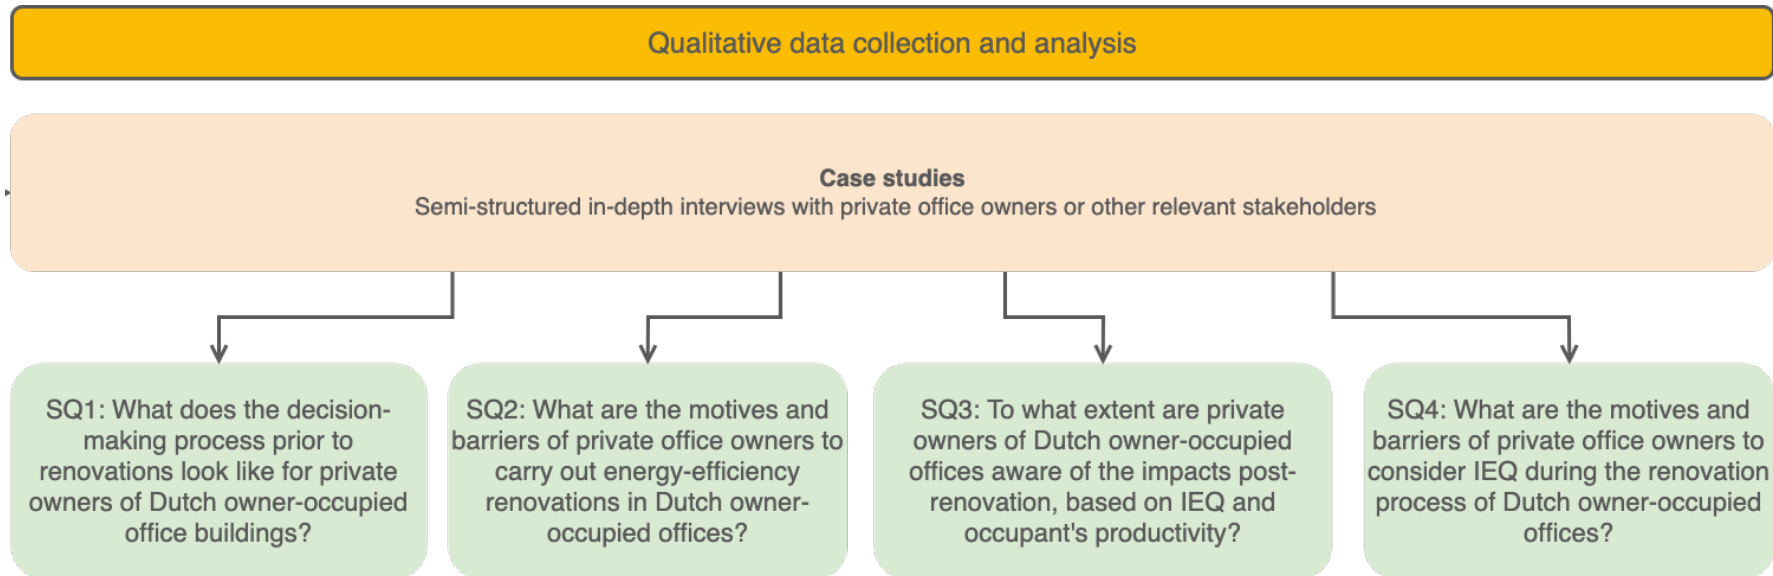 Qualitative data collection and analysis
Case studies
Semi-structured in-depth interviews with private office owners or other relevant stakeholders
SQ1: What does the decision-
making process prior to
renovations look like for private
owners of Dutch owner-occupied
office buildings?
SQ2: What are the motives and
barriers of private office owners to
carry out energy-efficiency
renovations in Dutch owner-
occupied offices?
SQ3: To what extent are private
owners of Dutch owner-occupied
offices aware of the impacts post-
renovation, based on IEQ and
occupant's productivity?
SQ4: What are the motives and
barriers of private office owners to
consider IEQ during the renovation
process of Dutch owner-occupied
offices?